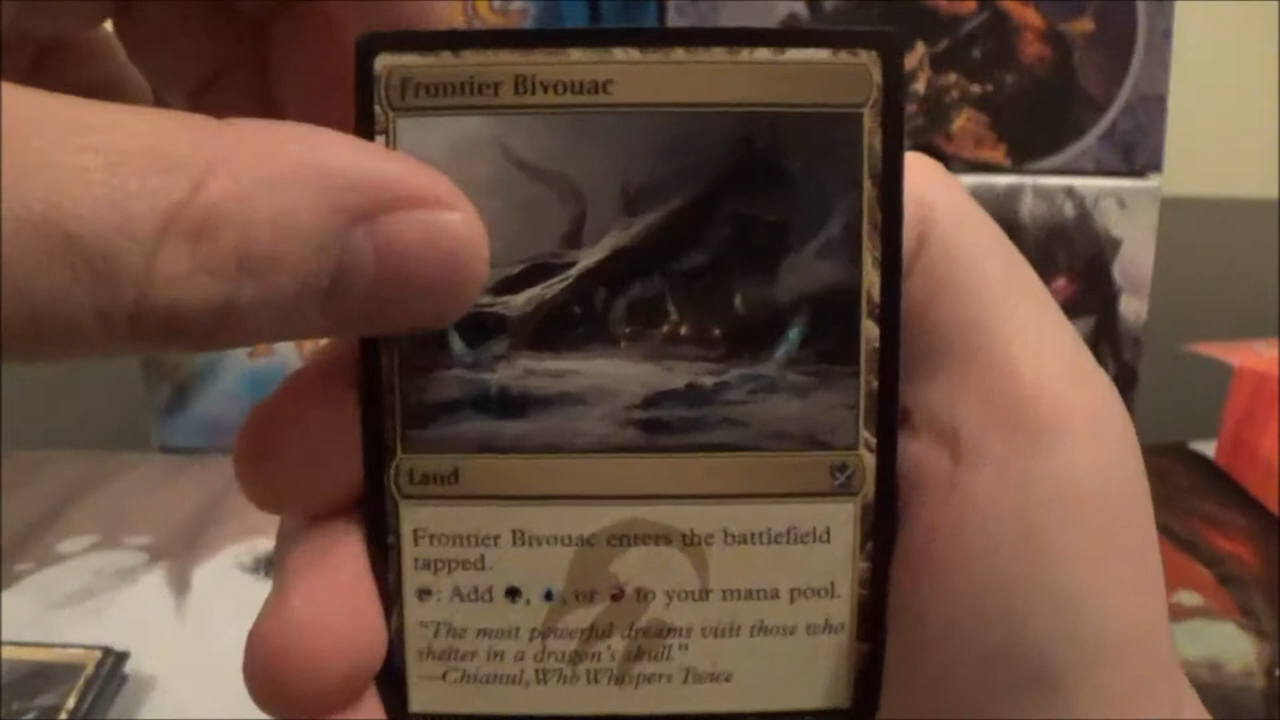 Frontier Bivouac
Land
Frontier Bivouac enters the battlefield
tapped.
: Add , , or to your mana pool.
"The most powerful dreams visit those who
shelter in a dragon's skull."
—Chianul, Who Whispers Twice